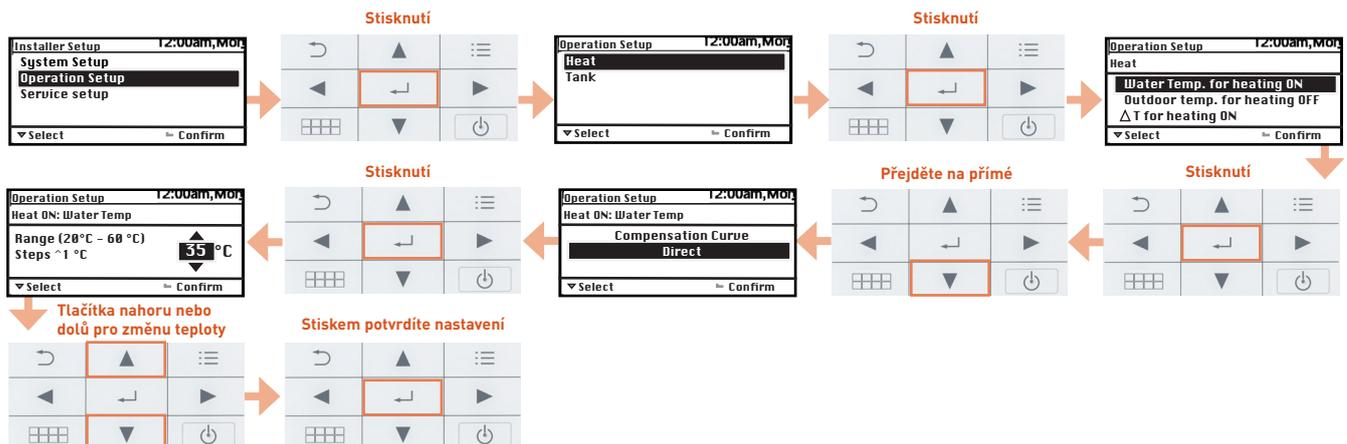 Stisknutí
Stisknutí
Installer Setup 12:00am,Mon
System Setup
Operation Setup
Service setup
▼Select Confirm
Operation Setup 12:00am,Mon
Heat
Tank
▼Select Confirm
Operation Setup 12:00am,Mon
Heat
Water Temp. for heating ON
Outdoor temp. for heating OFF
△T for heating ON
▼Select Confirm
Stisknutí
Přejděte na přímé
Stisknutí
Operation Setup 12:00am,Mon
Heat ON: Water Temp
Compensation Curve
Direct
▼Select Confirm
Operation Setup 12:00am,Mon
Heat ON: Water Temp
Range (20°C - 60 °C)
Steps ^1 °C
35 °C
▼Select Confirm
Tlačítka nahoru nebo
dolů pro změnu teploty
Stiskem potvrdíte nastavení